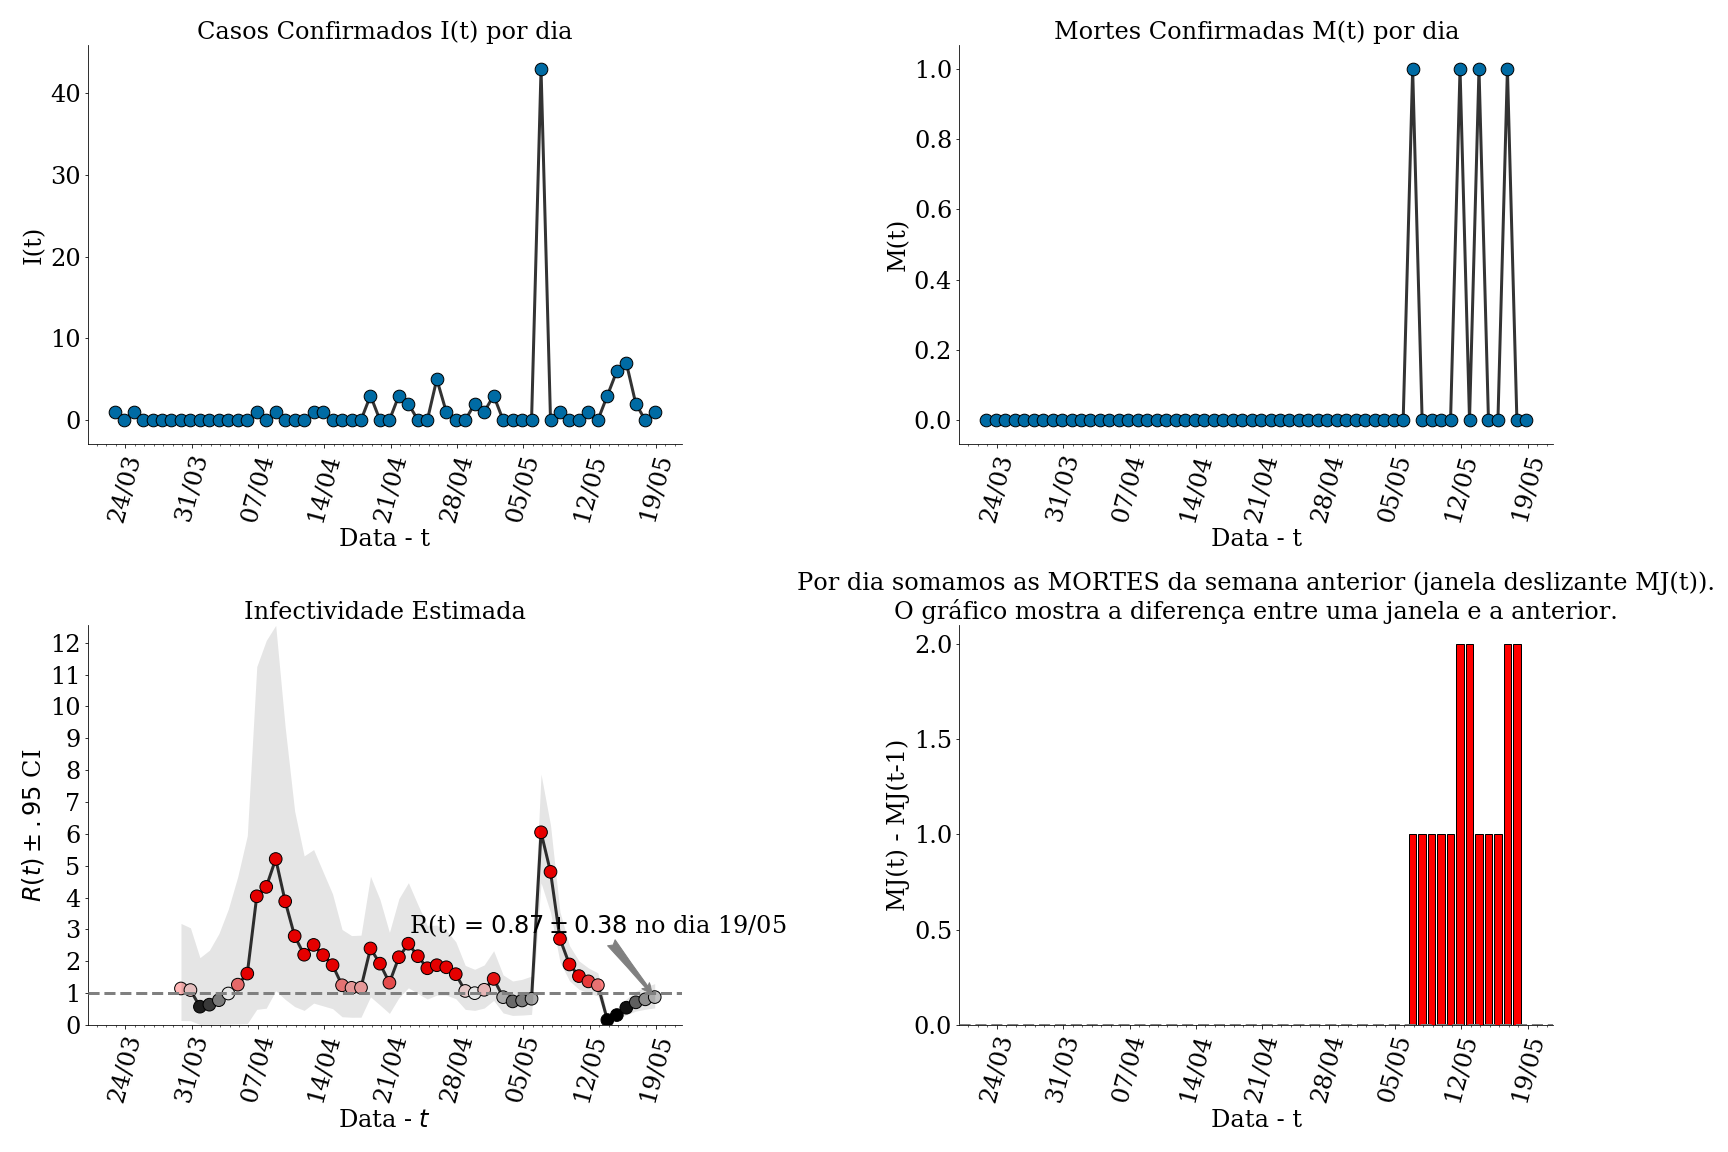 Casos Confirmados I(t) por dia
I(t)
40
30
20
10
0
24/03 31/03 07/04 14/04 21/04 28/04 05/05 12/05 19/05
Data - t
Mortes Confirmadas M(t) por dia
M(t)
1.0
0.8
0.6
0.4
0.2
0.0
24/03 31/03 07/04 14/04 21/04 28/04 05/05 12/05 19/05
Data - t
Infectividade Estimada
R(t) ± .95 CI
12
11
10
9
8
7
6
5
4
3
2
1
0
R(t) = 0.87 ± 0.38 no dia 19/05
24/03 31/03 07/04 14/04 21/04 28/04 05/05 12/05 19/05
Data - t
Por dia somamos as MORTES da semana anterior (janela deslizante MJ(t)).
O gráfico mostra a diferença entre uma janela e a anterior.
MJ(t) - MJ(t-1)
2.0
1.5
1.0
0.5
0.0
24/03 31/03 07/04 14/04 21/04 28/04 05/05 12/05 19/05
Data - t